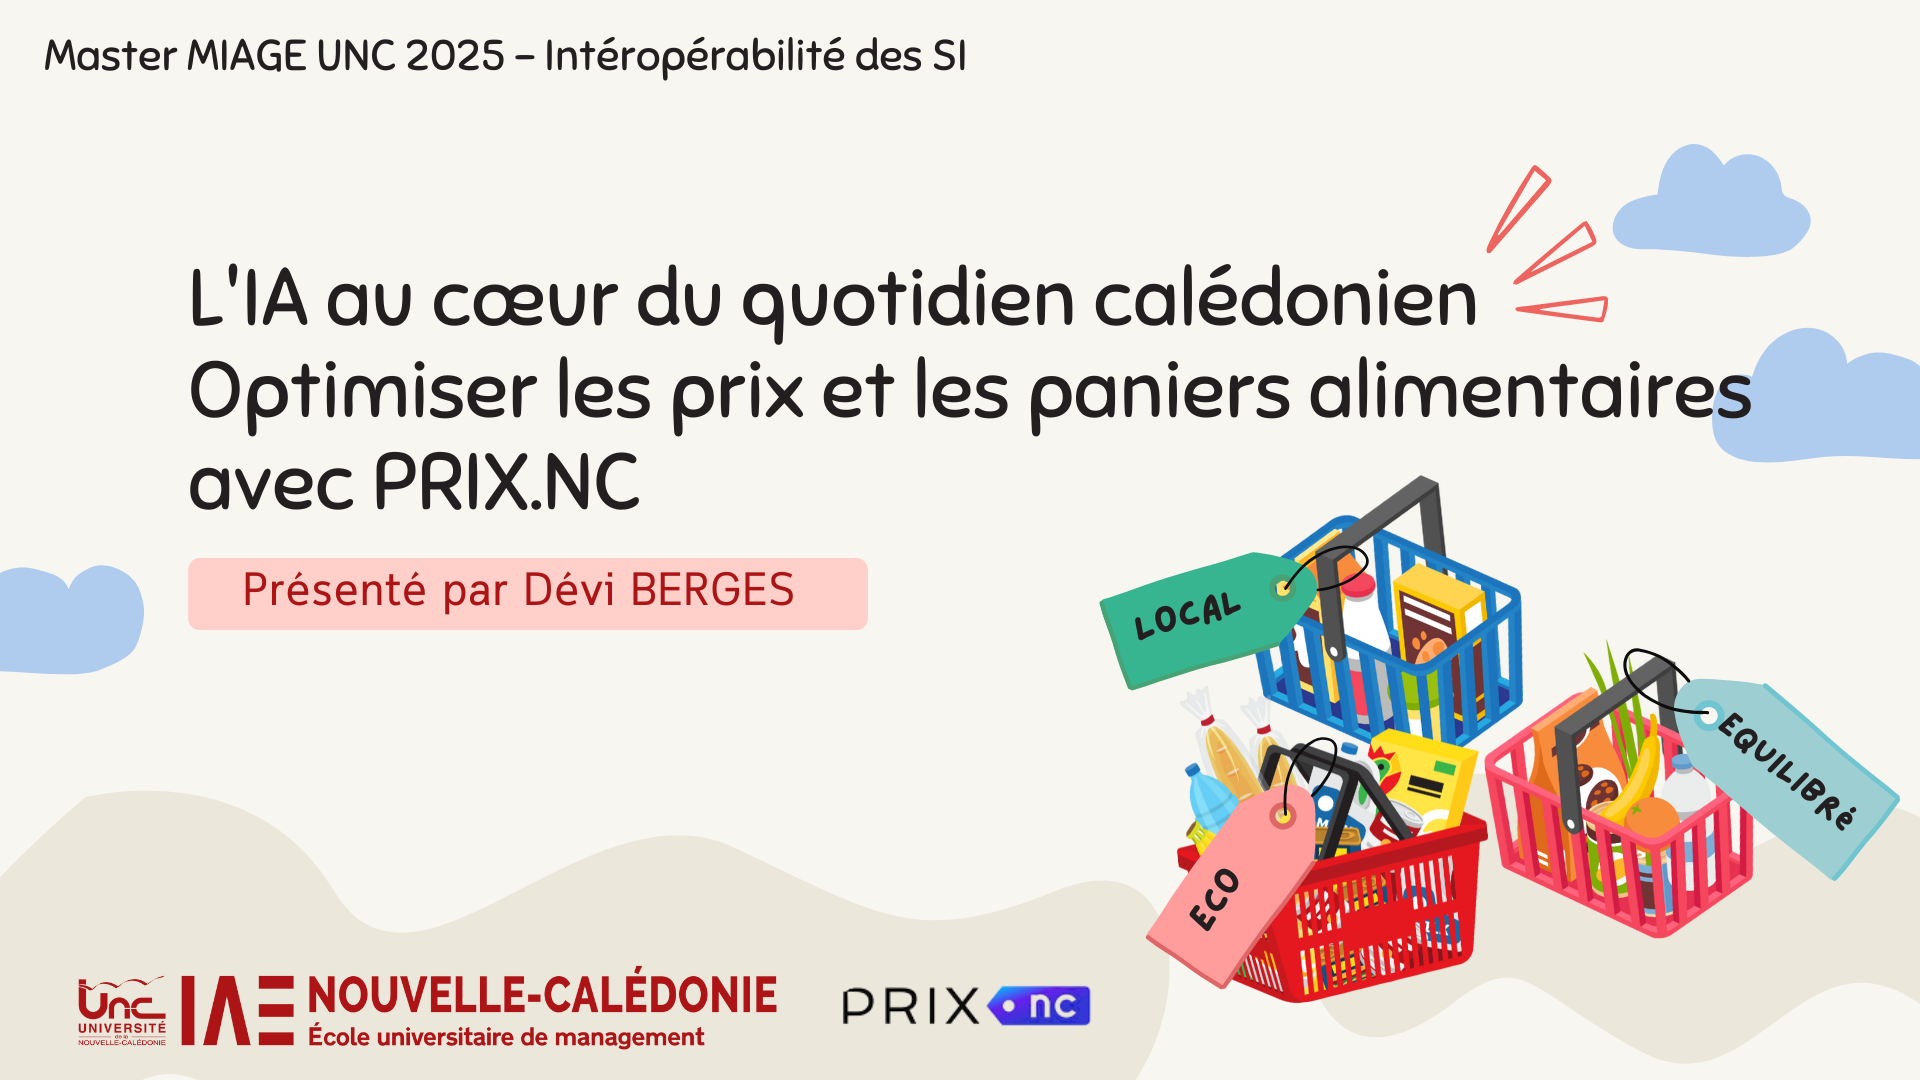 Master MIAGE UNC 2025 – Intéropérabilité des SI
L'IA au cœur du quotidien calédonien
Optimiser les prix et les paniers alimentaires
avec PRIX.NC
Présenté par Dévi BERGES
LOCAL
EQUILIBRé
ECO
unc
UNIVERSITÉ
de la
NOUVELLE-CALÉDONIE
IAE NOUVELLE-CALÉDONIE
École universitaire de management
PRIX nc